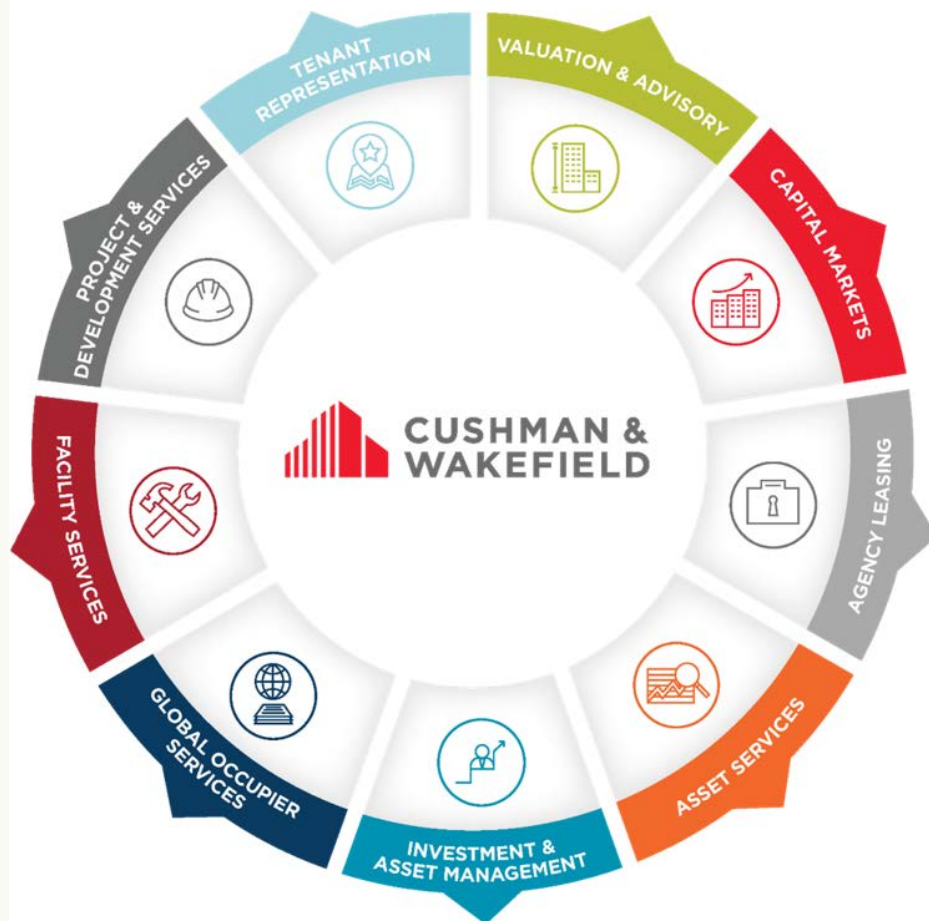 TENANT
REPRESENTATION
VALUATION & ADVISORY
CAPITAL MARKETS
AGENCY LEASING
ASSET SERVICES
INVESTMENT &
ASSET MANAGEMENT
GLOBAL OCCUPIER
SERVICES
FACILITY SERVICES
PROJECT &
DEVELOPMENT SERVICES
CUSHMAN &
WAKEFIELD